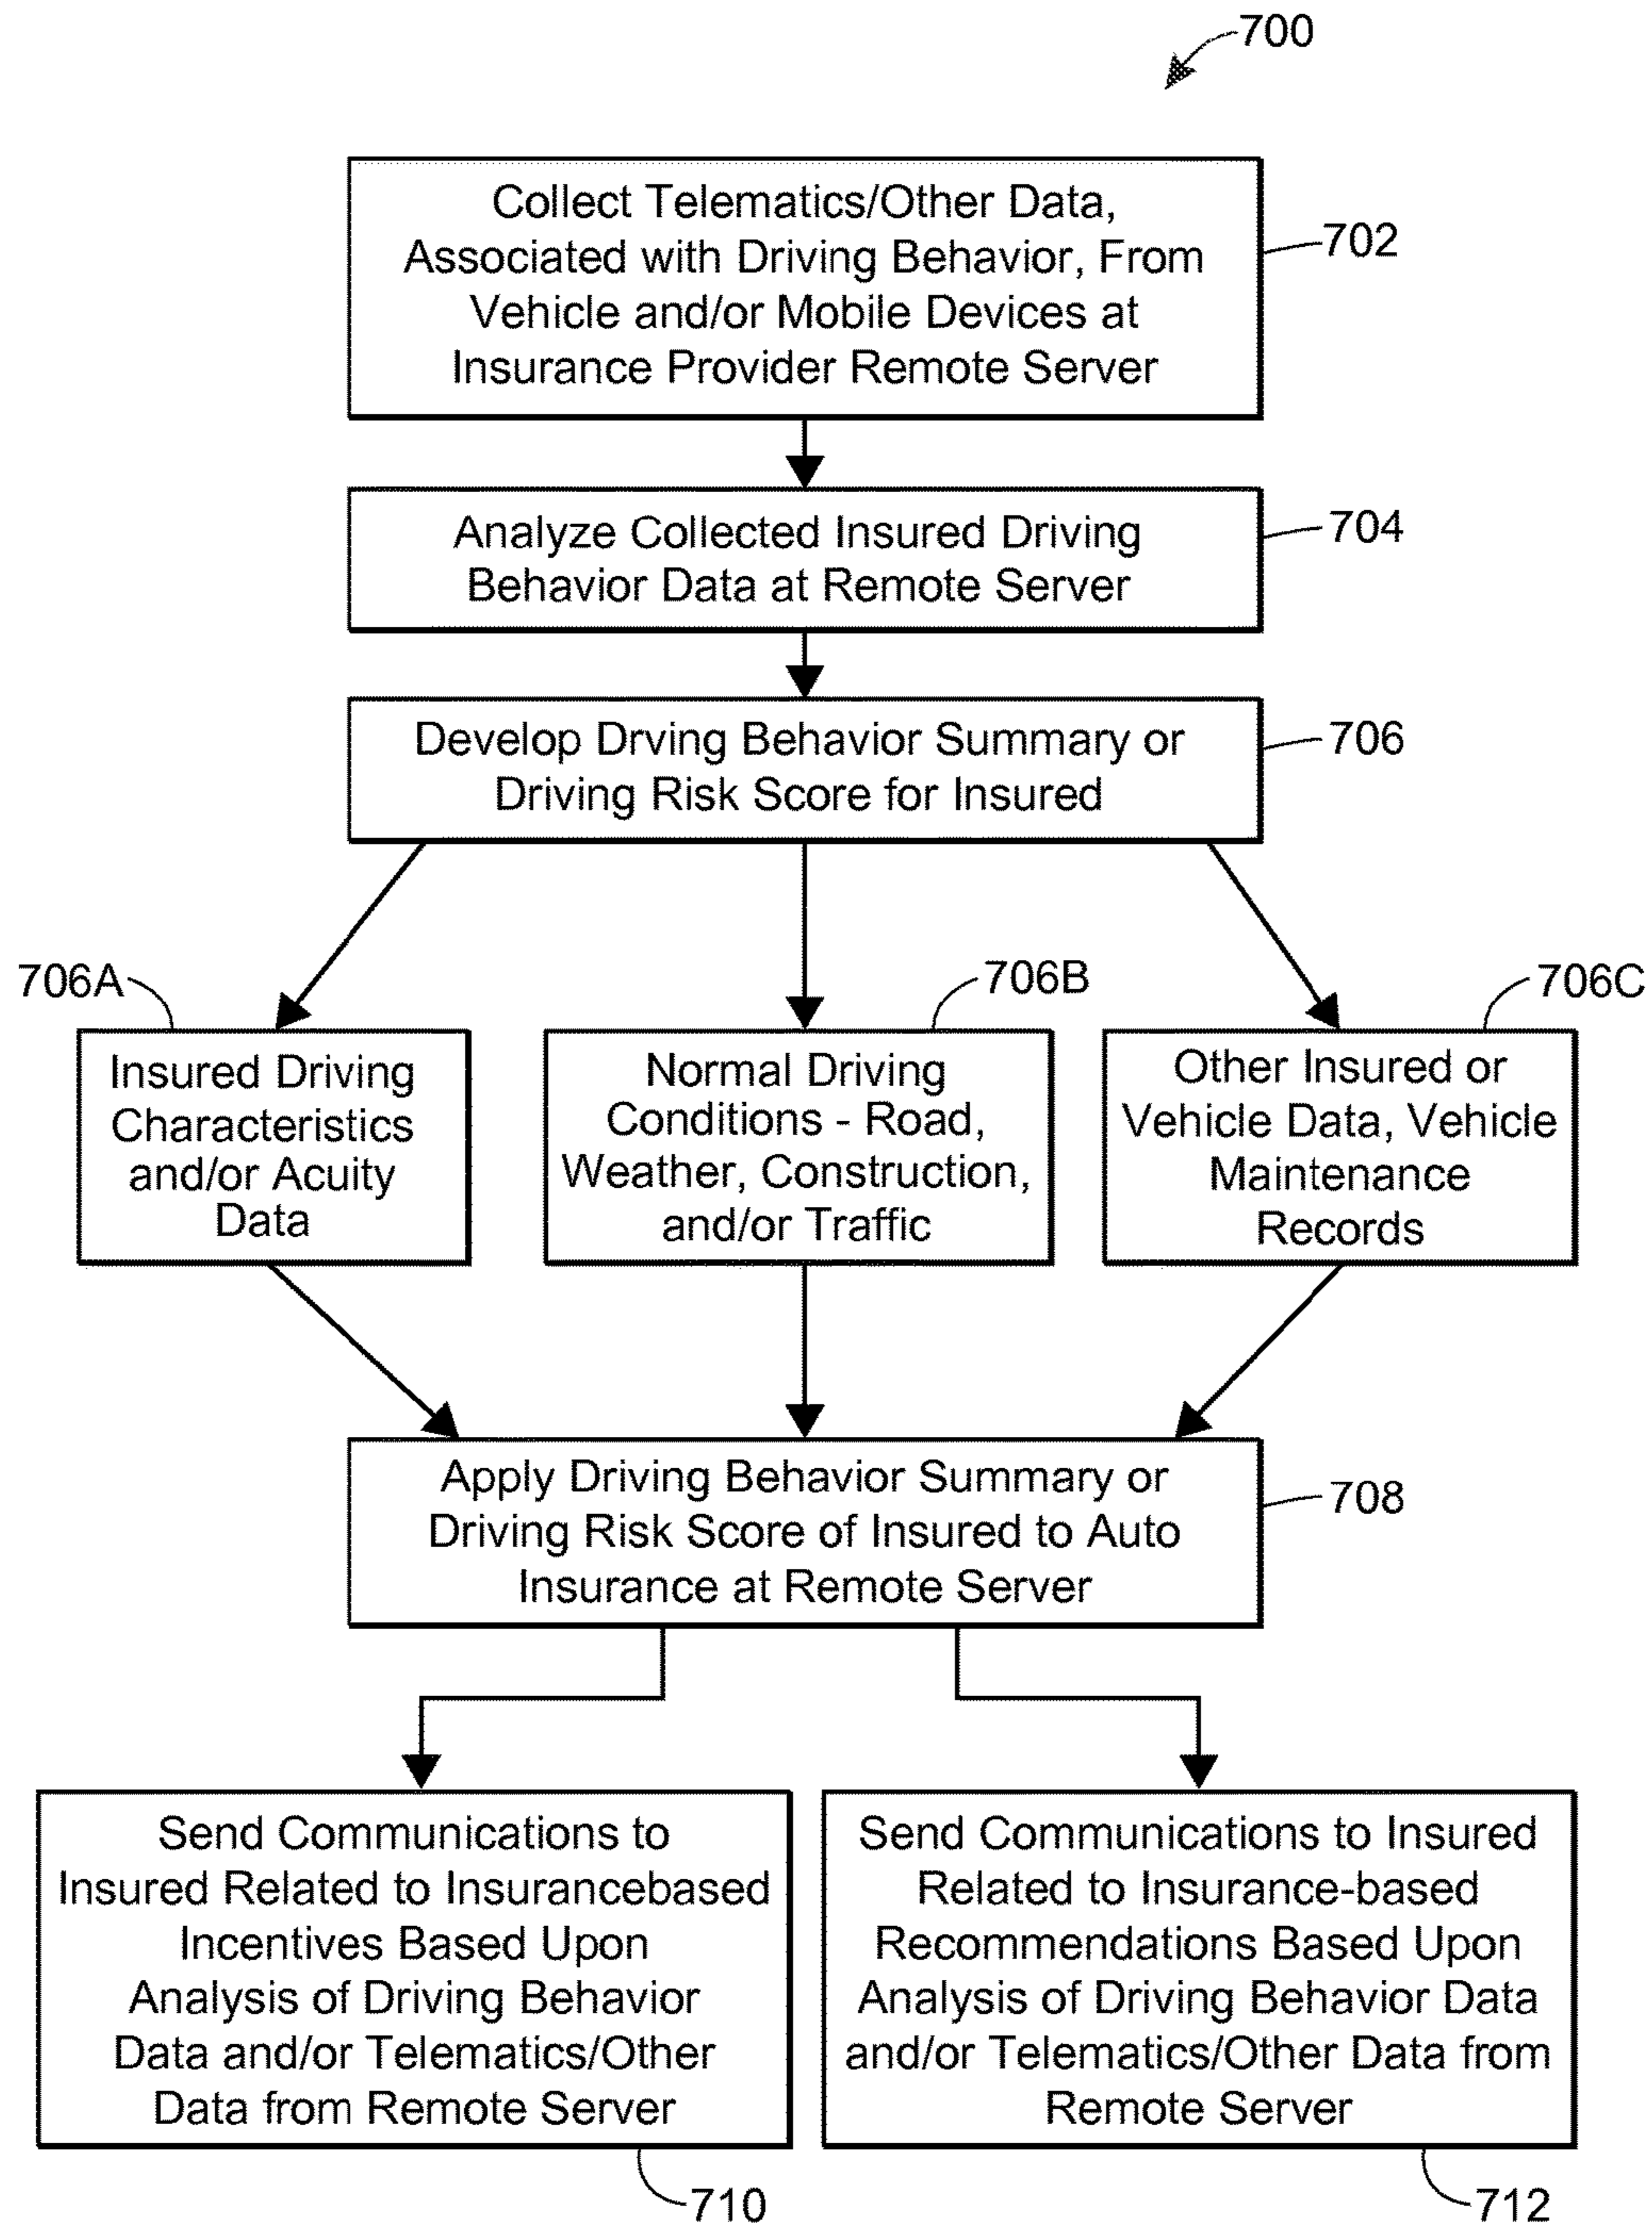 700
Collect Telematics/Other Data,
Associated with Driving Behavior, From
Vehicle and/or Mobile Devices at
Insurance Provider Remote Server
702
Analyze Collected Insured Driving
Behavior Data at Remote Server
704
Develop Drving Behavior Summary or
Driving Risk Score for Insured
706
706A
Insured Driving
Characteristics
and/or Acuity
Data
706B
Normal Driving
Conditions - Road,
Weather, Construction,
and/or Traffic
706C
Other Insured or
Vehicle Data, Vehicle
Maintenance
Records
Apply Driving Behavior Summary or
Driving Risk Score of Insured to Auto
Insurance at Remote Server
708
Send Communications to
Insured Related to Insurancebased
Incentives Based Upon
Analysis of Driving Behavior
Data and/or Telematics/Other
Data from Remote Server
710
Send Communications to Insured
Related to Insurance-based
Recommendations Based Upon
Analysis of Driving Behavior Data
and/or Telematics/Other Data from
Remote Server
712